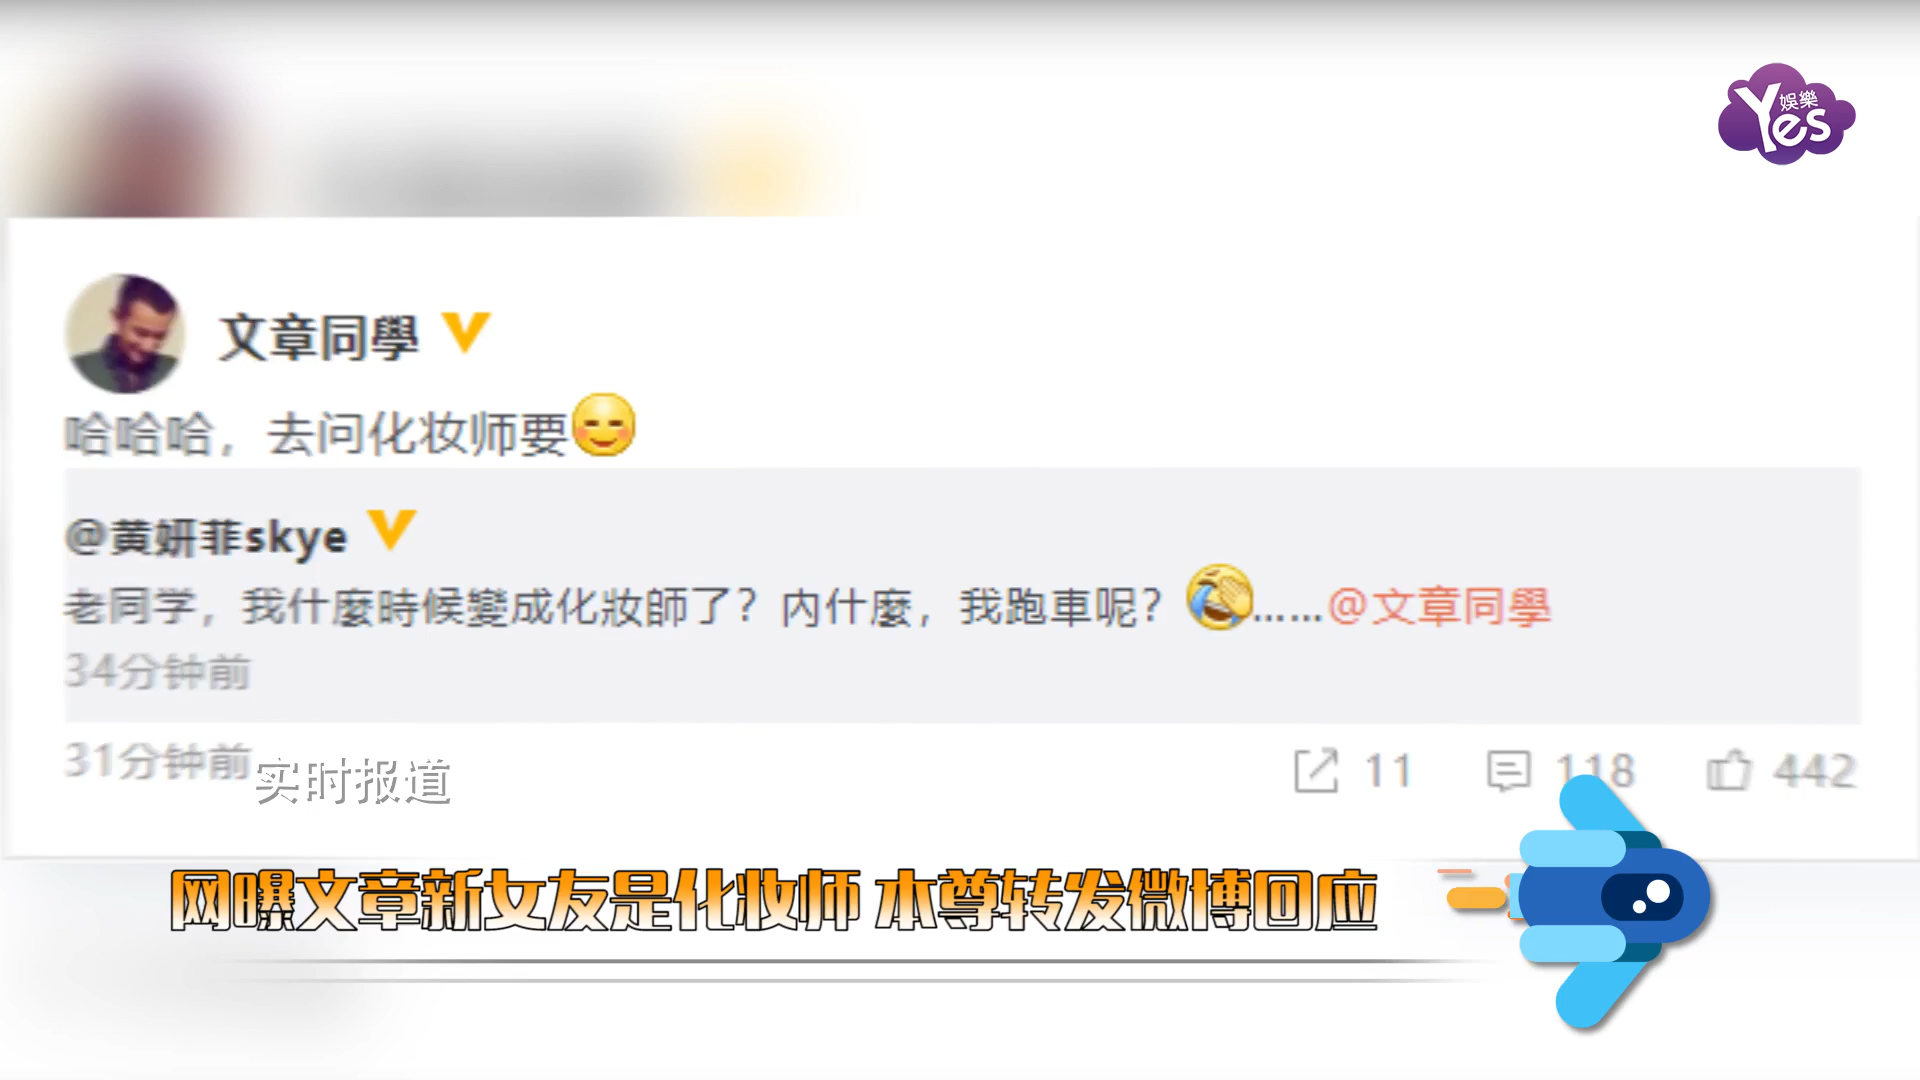 娛樂
Yes
文章同學
哈哈哈，去问化妆师要
@黄妍菲skye
老同学，我什麼時候變成化妝師了？内什麼，我跑車呢？……@文章同學
34分钟前
31分钟前
11 118 442
实时报道
网曝文章新女友是化妆师 本尊转发微博回应